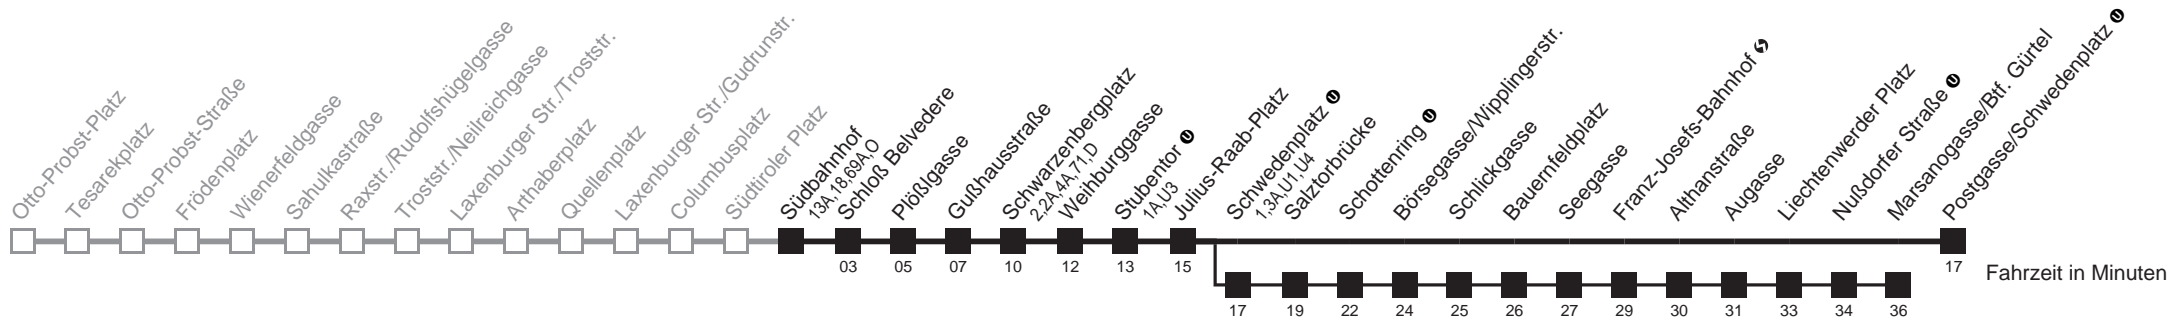 Otto-Probst-Platz
Tesarekplatz
Otto-Probst-Straße
Frödenplatz
Wienerfeldgasse
Sahulkastraße
Raxstr./Rudolfshügelgasse
Troststr./Neilreichgasse
Laxenburger Str./Troststr.
Arthaberplatz
Quellenplatz
Laxenburger Str./Gudrunstr.
Columbusplatz
Südtiroler Platz
Südbahnhof
13A,18,69A,O
Schloß Belvedere
Plößlgasse
Gußhausstraße
Schwarzenbergplatz
2,2A,4A,71,D
Weihburggasse
Stubentor U
1A,U3
Julius-Raab-Platz
Schwedenplatz U
1,3A,U1,U4
Salztorbrücke
Schottenring U
Börsegasse/Wipplingerstr.
Schlickgasse
Bauernfeldplatz
Seegasse
Franz-Josefs-Bahnhof
Althanstraße
Augasse
Liechtenwerder Platz
Nußdorfer Straße U
Marsanogasse/Btf. Gürtel
Postgasse/Schwedenplatz U
03 05 07 10 12 13 15 17
Fahrzeit in Minuten
17 19 22 24 25 26 27 29 30 31 33 34 36